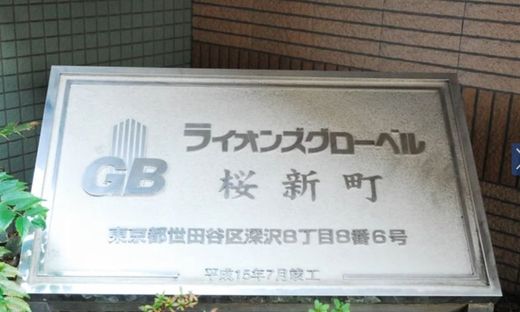 GB
ライオンズグローベル
桜新町
東京都世田谷区深沢8丁目8番6号
平成15年7月竣工